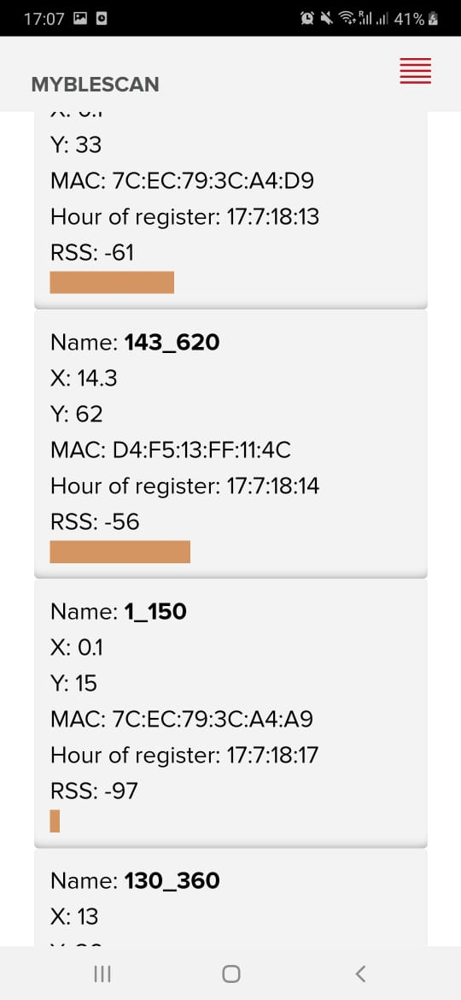 17:07
41%
MYBLESCAN
Y: 33
MAC: 7C:EC:79:3C:A4:D9
Hour of register: 17:7:18:13
RSS: -61
Name: 143_620
X: 14.3
Y: 62
MAC: D4:F5:13:FF:11:4C
Hour of register: 17:7:18:14
RSS: -56
Name: 1_150
X: 0.1
Y: 15
MAC: 7C:EC:79:3C:A4:A9
Hour of register: 17:7:18:17
RSS: -97
Name: 130_360
X: 13